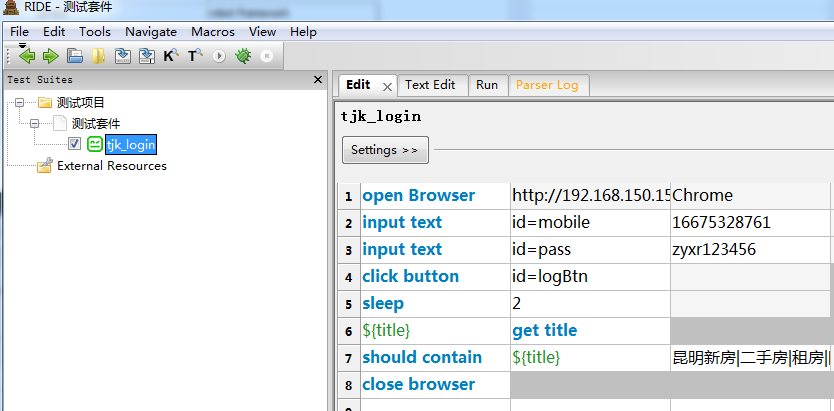 RIDE - 测试套件
File Edit Tools Navigate Macros View Help
Test Suites
测试项目
测试套件
tjk_login
External Resources
Edit Text Edit Run Parser Log
tjk_login
Settings >>
1 open Browser http://192.168.150.15 Chrome
2 input text id=mobile 16675328761
3 input text id=pass zyxr123456
4 click button id=logBtn
5 sleep 2
6 ${title} get title
7 should contain ${title} 昆明新房|二手房|租房|
8 close browser